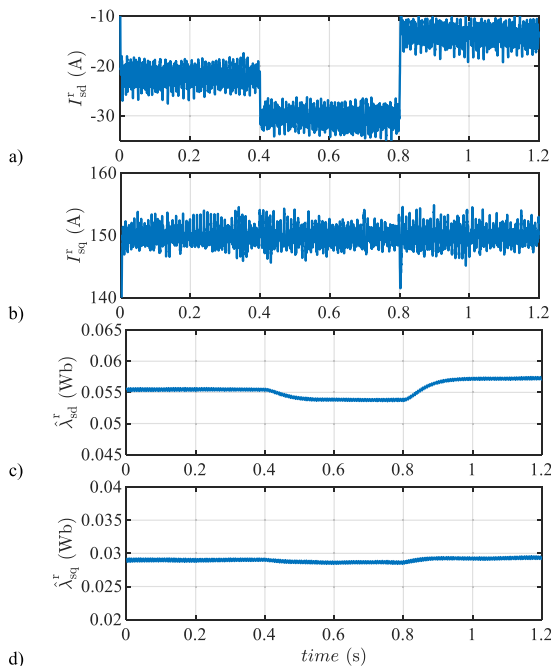 -10
-20
-30
I^r_sd (A)
0 0.2 0.4 0.6 0.8 1 1.2
a)
160
150
140
I^r_sq (A)
0 0.2 0.4 0.6 0.8 1 1.2
b)
0.065
0.06
0.055
0.05
0.045
λ̂^r_sd (Wb)
0 0.2 0.4 0.6 0.8 1 1.2
c)
0.04
0.035
0.03
0.025
0.02
λ̂^r_sq (Wb)
0 0.2 0.4 0.6 0.8 1 1.2
d)
time (s)